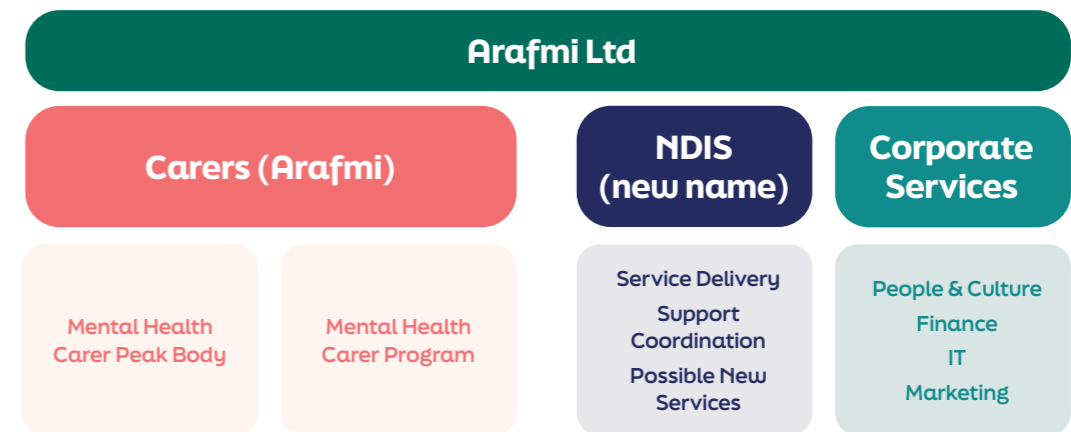 Arafmi Ltd
Carers (Arafmi)
NDIS
(new name)
Corporate
Services
Mental Health
Carer Peak Body
Mental Health
Carer Program
Service Delivery
Support
Coordination
Possible New
Services
People & Culture
Finance
IT
Marketing